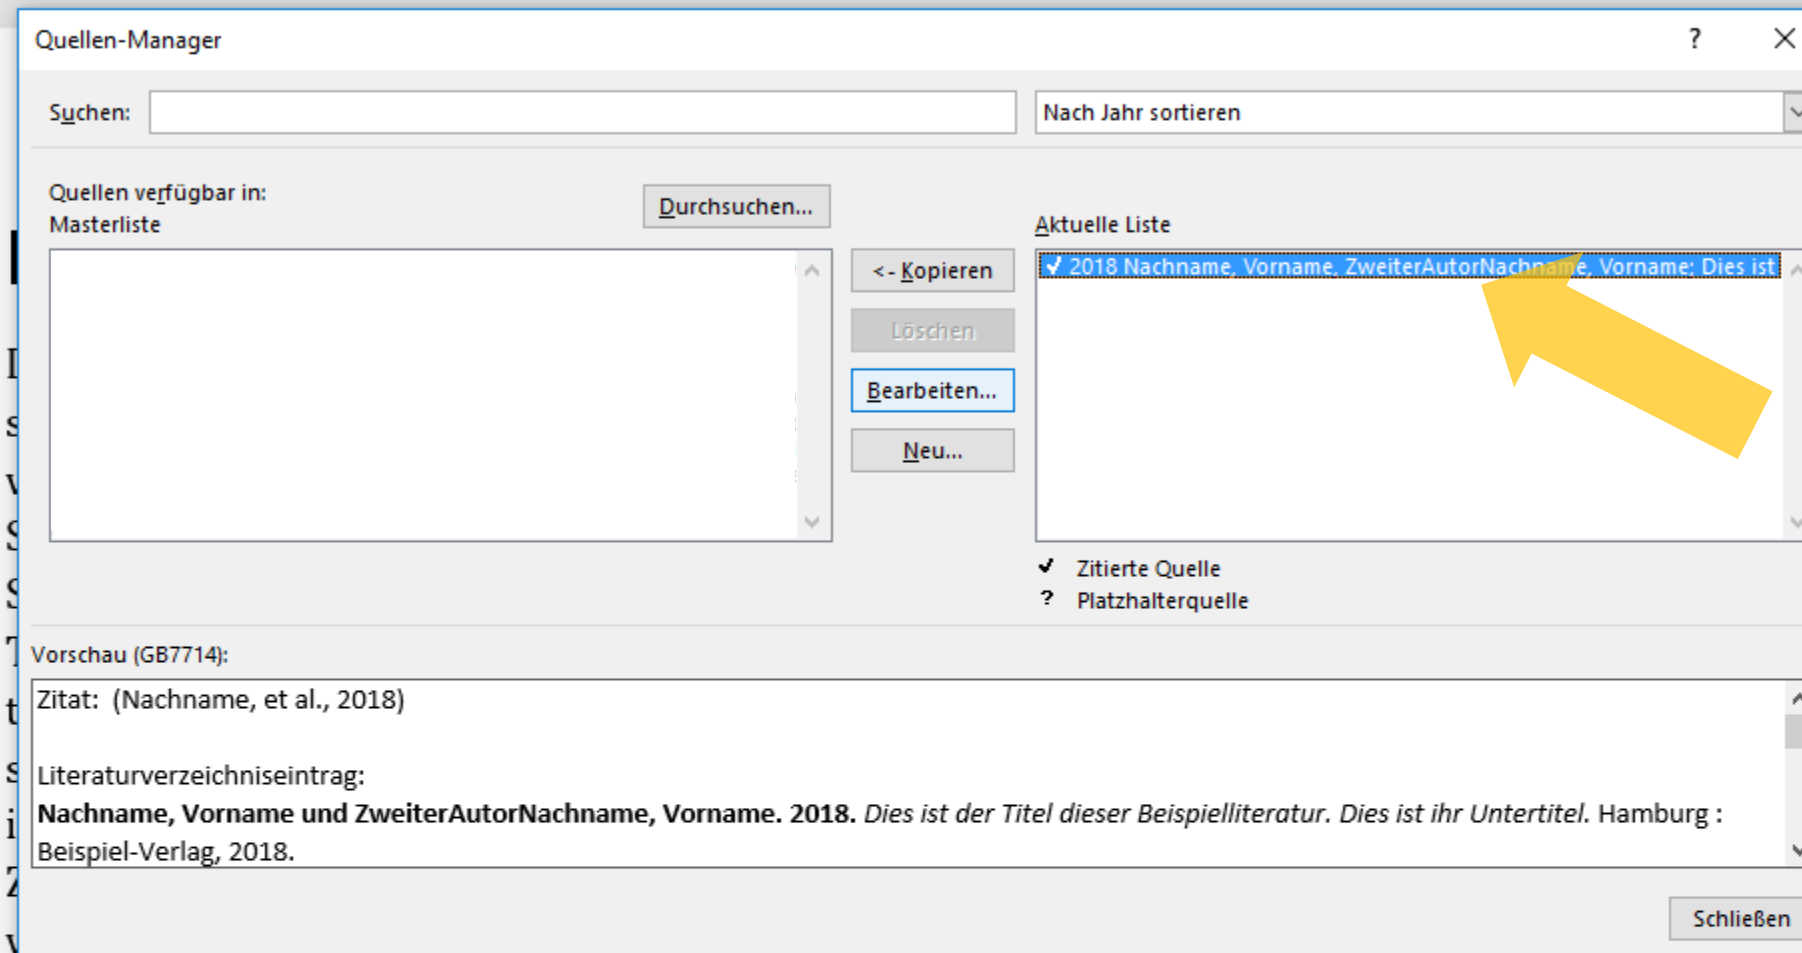 Quellen-Manager
?
Suchen:
Nach Jahr sortieren
Quellen verfügbar in:
Masterliste
Durchsuchen...
Aktuelle Liste
<- Kopieren
Löschen
Bearbeiten...
Neu...
2018 Nachname, Vorname, ZweiterAutorNachname, Vorname; Dies ist
Zitierte Quelle
? Platzhalterquelle
Vorschau (GB7714):
Zitat: (Nachname, et al., 2018)
Literaturverzeichniseintrag:
Nachname, Vorname und ZweiterAutorNachname, Vorname. 2018. Dies ist der Titel dieser Beispielliteratur. Dies ist ihr Untertitel. Hamburg :
Beispiel-Verlag, 2018.
Schließen